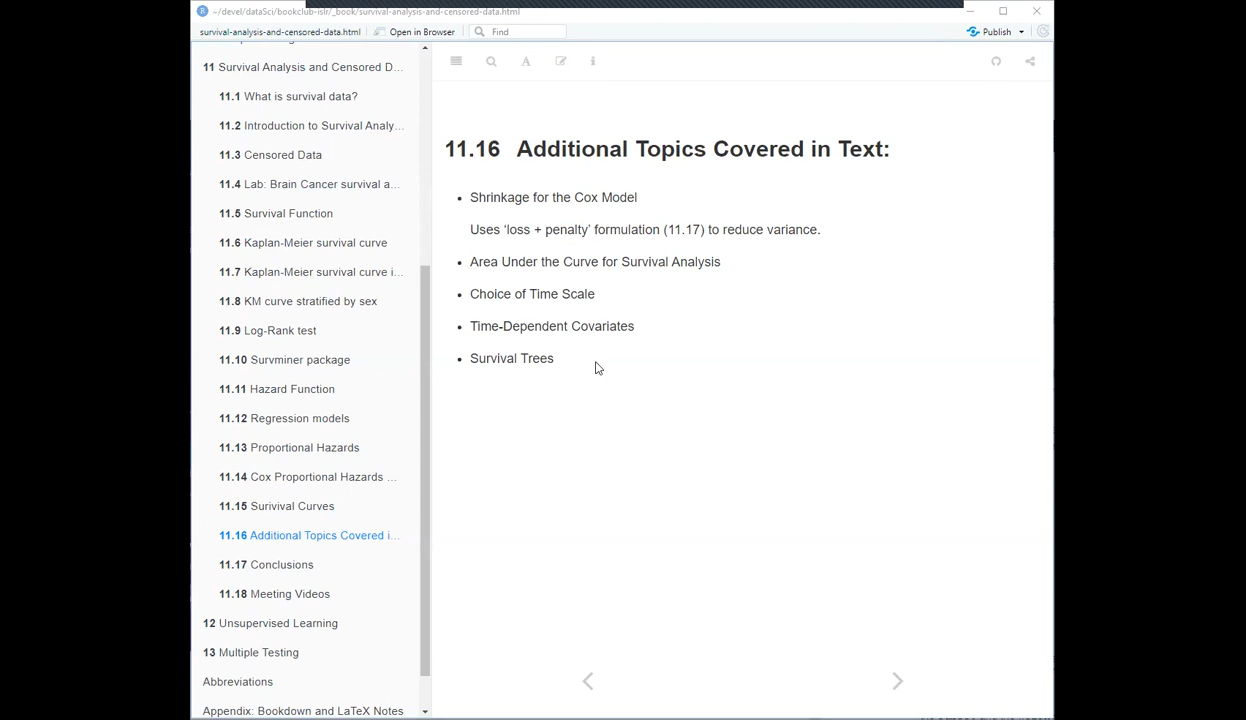 ~/devel/dataSci/bookclub-islr/_book/survival-analysis-and-censored-data.html
survival-analysis-and-censored-data.html
Open in Browser
Find
Publish
11 Survival Analysis and Censored D...
11.1 What is survival data?
11.2 Introduction to Survival Analy...
11.3 Censored Data
11.4 Lab: Brain Cancer survival a...
11.5 Survival Function
11.6 Kaplan-Meier survival curve
11.7 Kaplan-Meier survival curve i...
11.8 KM curve stratified by sex
11.9 Log-Rank test
11.10 Survminer package
11.11 Hazard Function
11.12 Regression models
11.13 Proportional Hazards
11.14 Cox Proportional Hazards ...
11.15 Surivival Curves
11.16 Additional Topics Covered i...
11.17 Conclusions
11.18 Meeting Videos
12 Unsupervised Learning
13 Multiple Testing
Abbreviations
Appendix: Bookdown and LaTeX Notes
11.16 Additional Topics Covered in Text:
• Shrinkage for the Cox Model
Uses ‘loss + penalty’ formulation (11.17) to reduce variance.
• Area Under the Curve for Survival Analysis
• Choice of Time Scale
• Time-Dependent Covariates
• Survival Trees